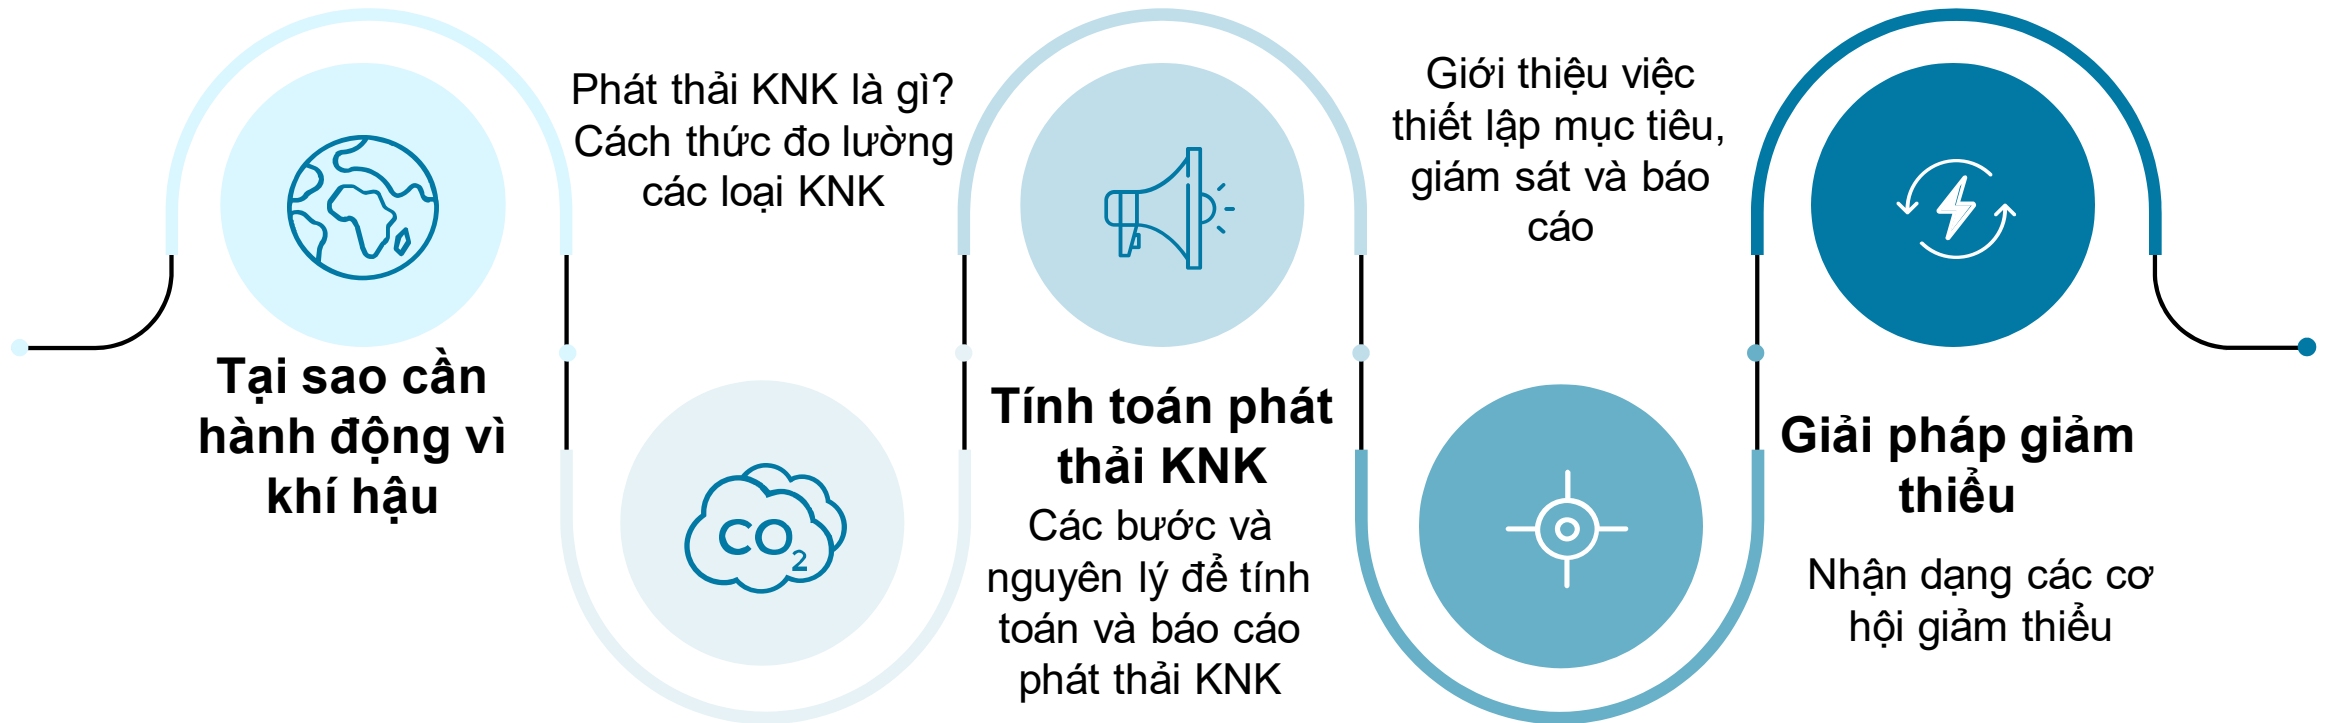 Tại sao cần
hành động vì
khí hậu
Phát thải KNK là gì?
Cách thức đo lường
các loại KNK
CO2
Tính toán phát
thải KNK
Các bước và
nguyên lý để tính
toán và báo cáo
phát thải KNK
Giới thiệu việc
thiết lập mục tiêu,
giám sát và báo
cáo
Giải pháp giảm
thiểu
Nhận dạng các cơ
hội giảm thiểu